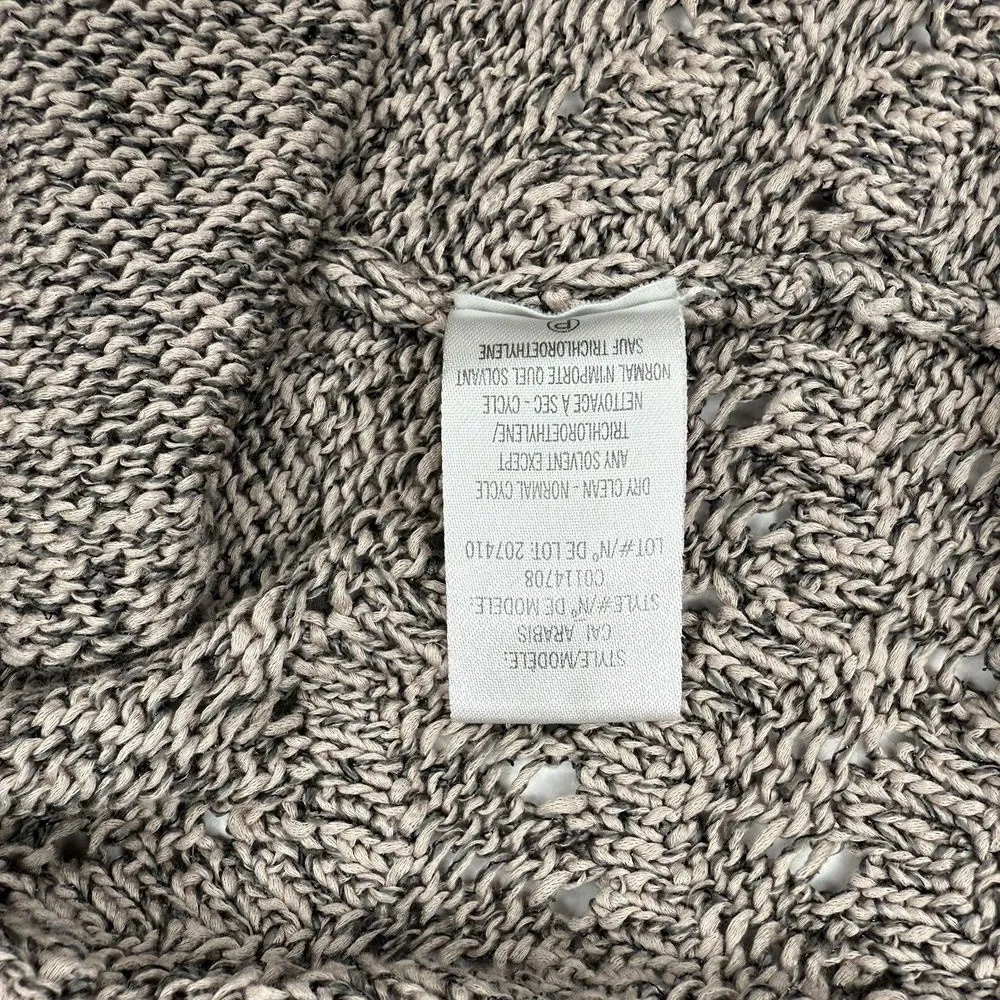 STYLE/MODELE:
CAI ARABIS
STYLE#/N° DE MODELE:
C0114708
LOT#/N° DE LOT: 207410
DRY CLEAN - NORMAL CYCLE
ANY SOLVENT EXCEPT
TRICHLOROETHYLENE/
NETTOYAGE À SEC - CYCLE
NORMAL N'IMPORTE QUEL SOLVANT
SAUF TRICHLOROETHYLENE
P